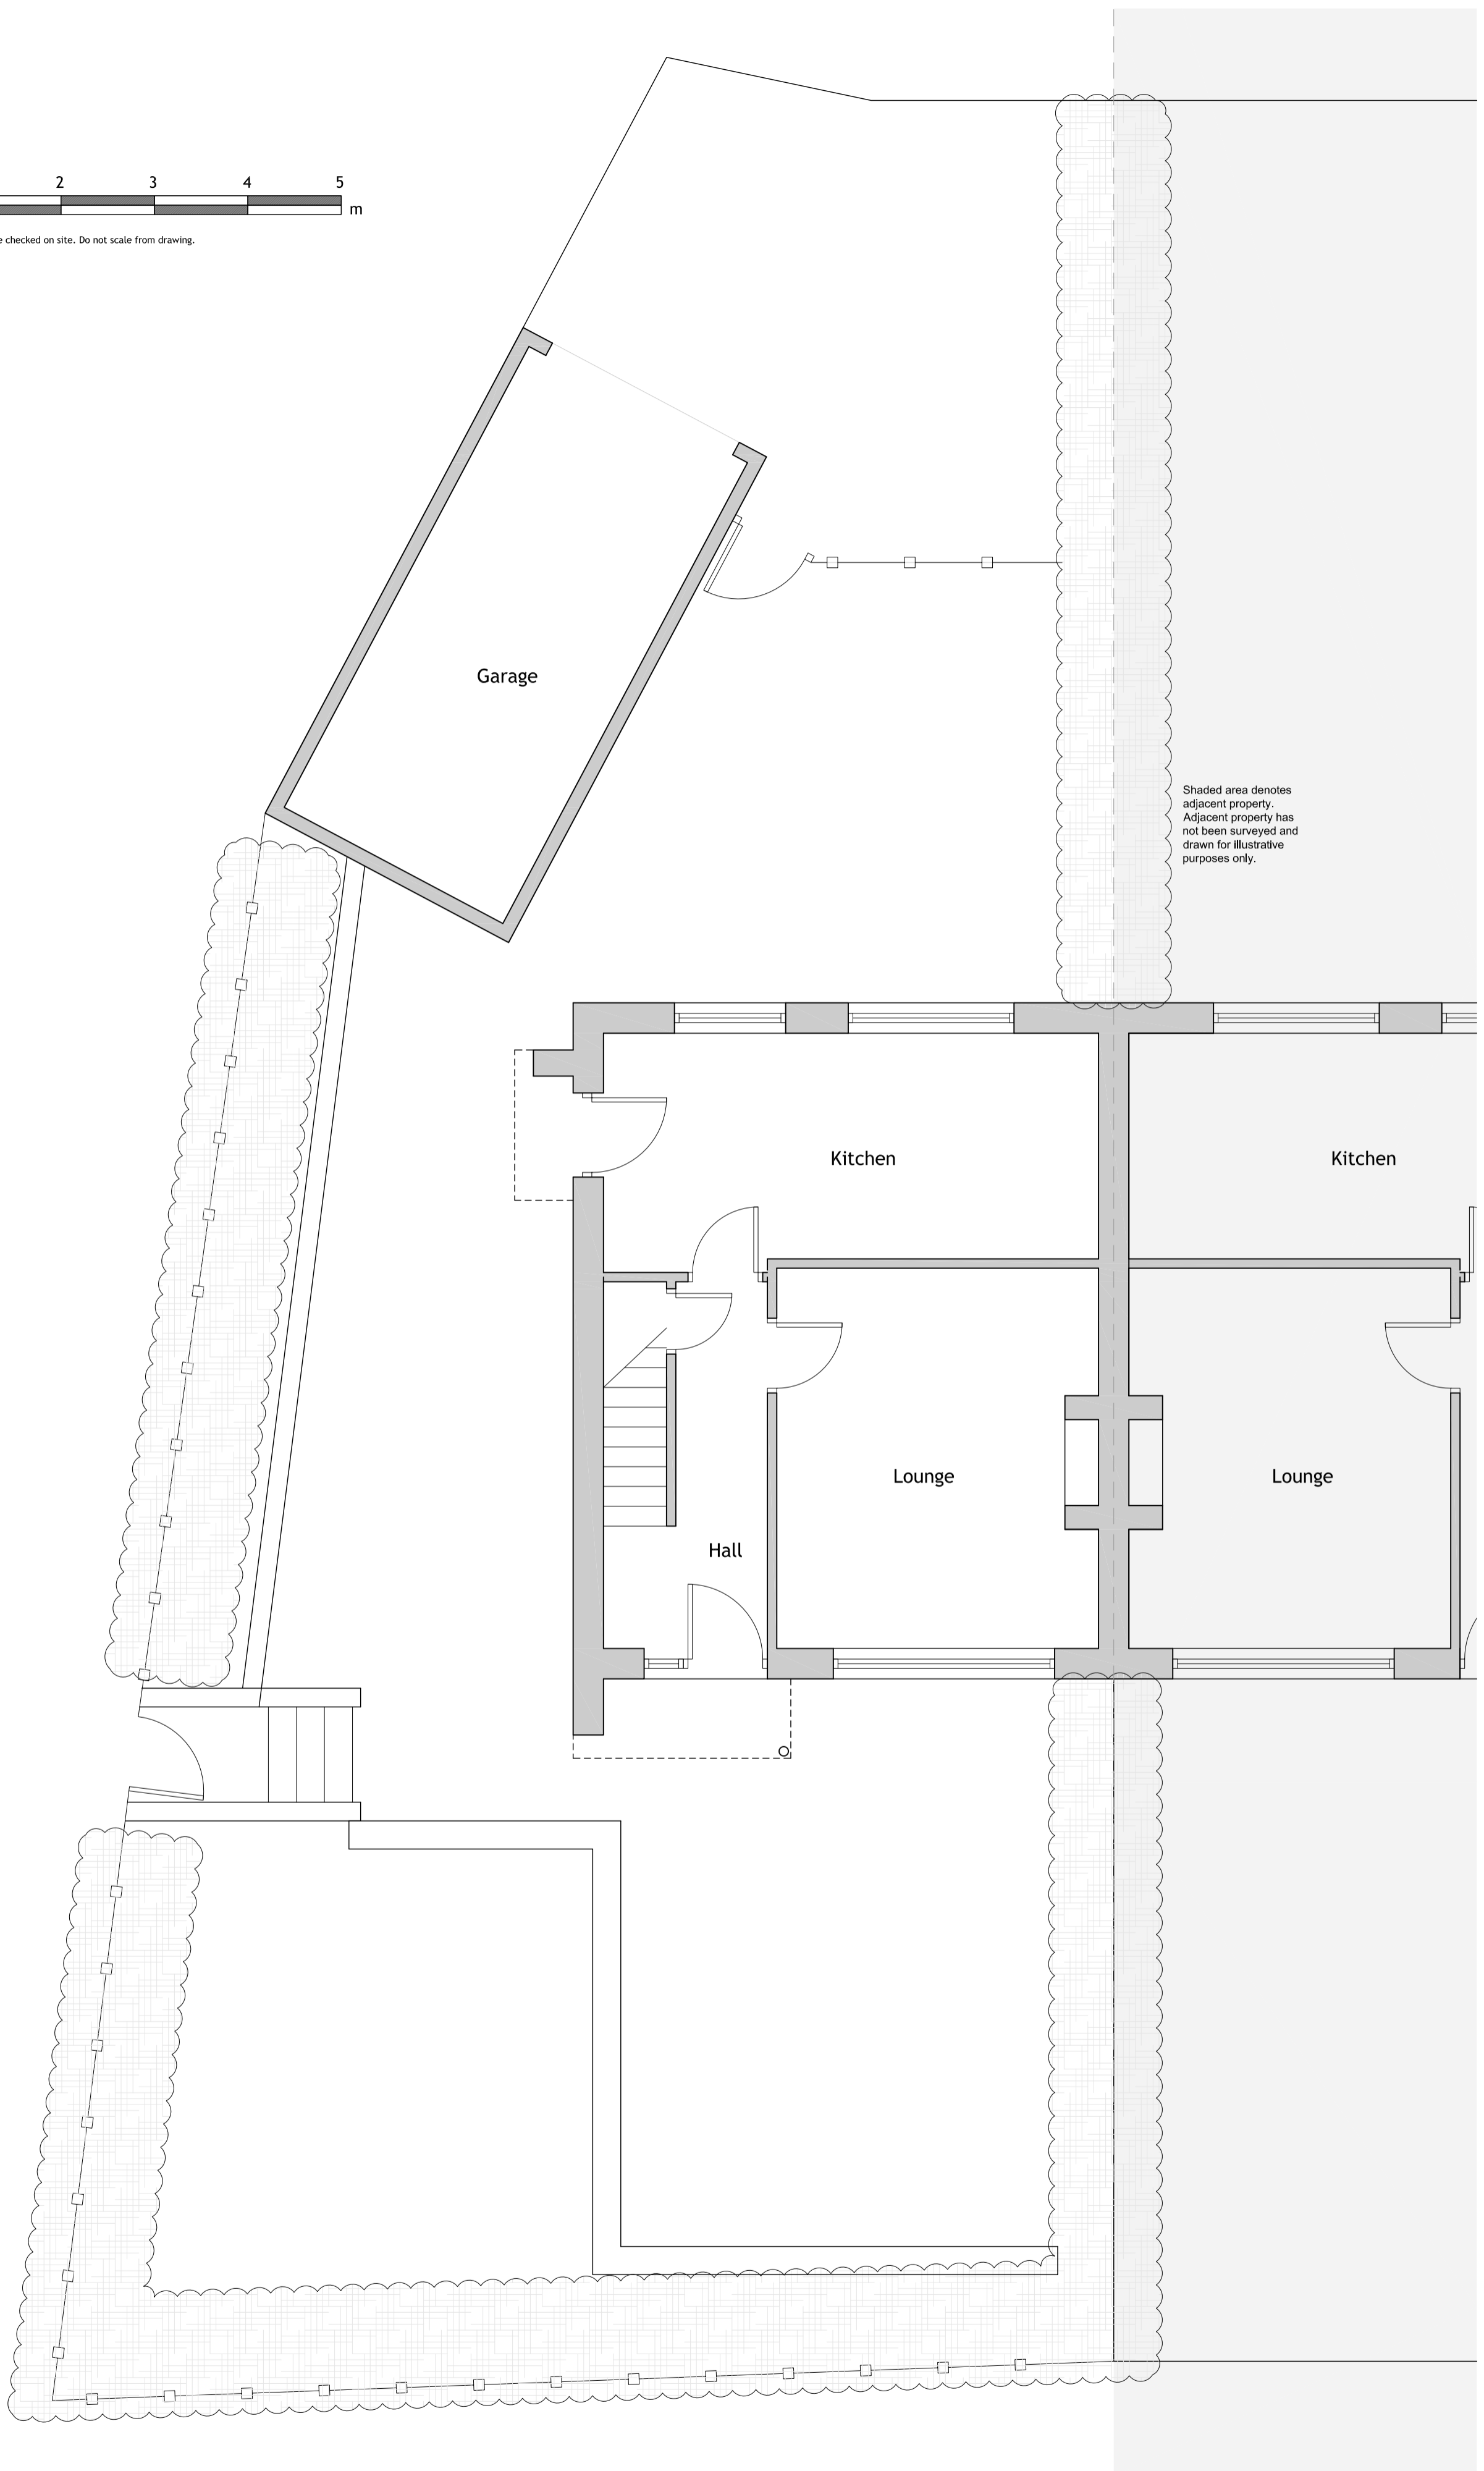 2 3 4 5
m
e checked on site. Do not scale from drawing.
Garage
Shaded area denotes
adjacent property.
Adjacent property has
not been surveyed and
drawn for illustrative
purposes only.
Kitchen
Kitchen
Lounge
Lounge
Hall